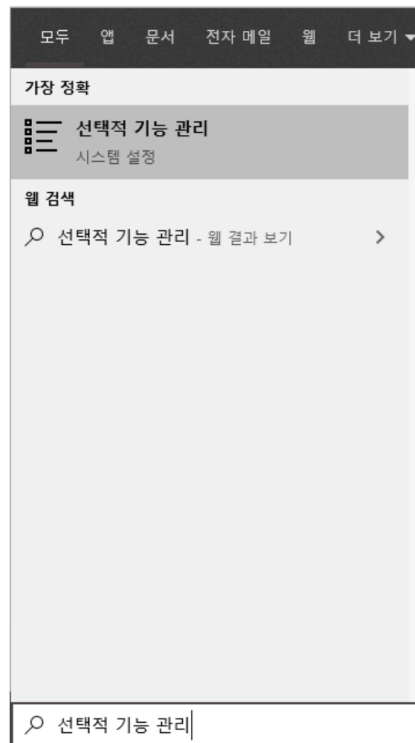 모두 앱 문서 전자 메일 웹 더 보기
가장 정확
선택적 기능 관리
시스템 설정
웹 검색
선택적 기능 관리 - 웹 결과 보기
선택적 기능 관리